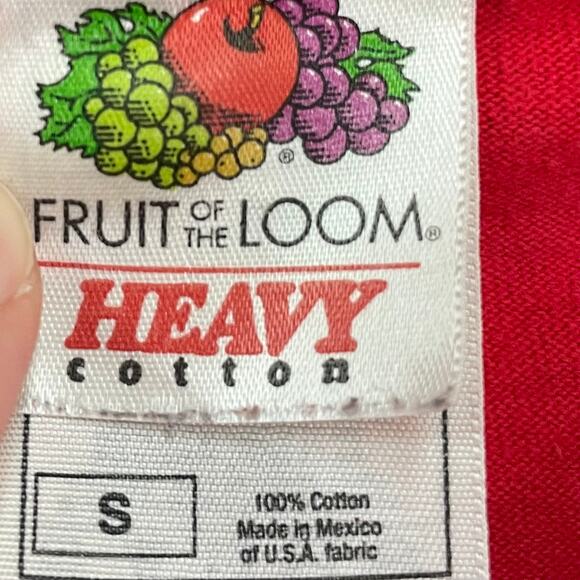 ®
FRUIT OF THE LOOM®
HEAVY
cotton
S
100% Cotton
Made in Mexico
of U.S.A. fabric